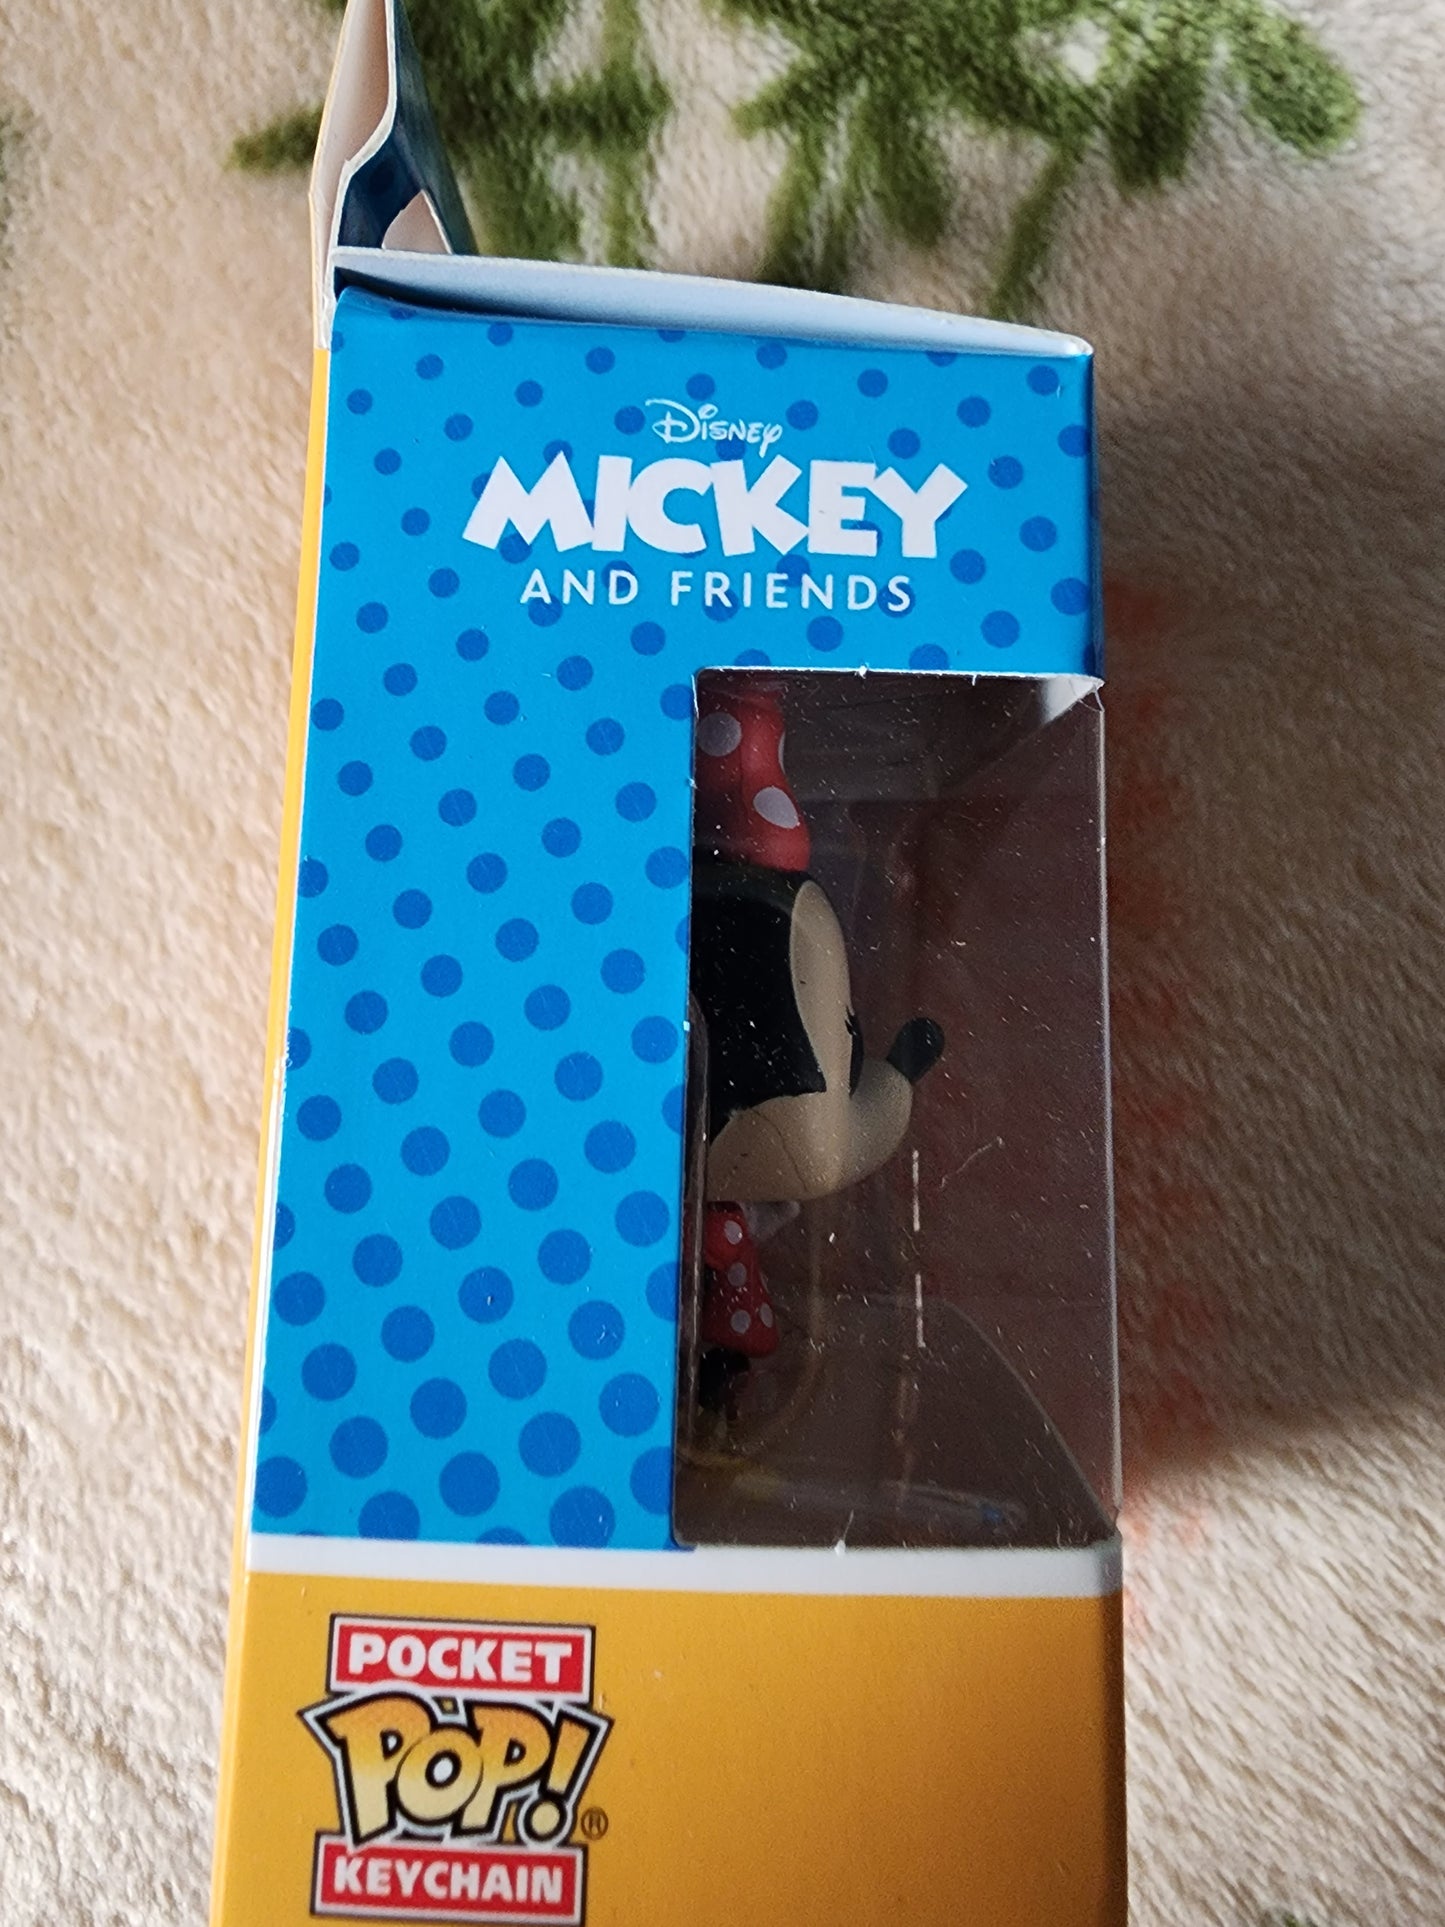 Disney
MICKEY
AND FRIENDS
POCKET
POP!®
KEYCHAIN